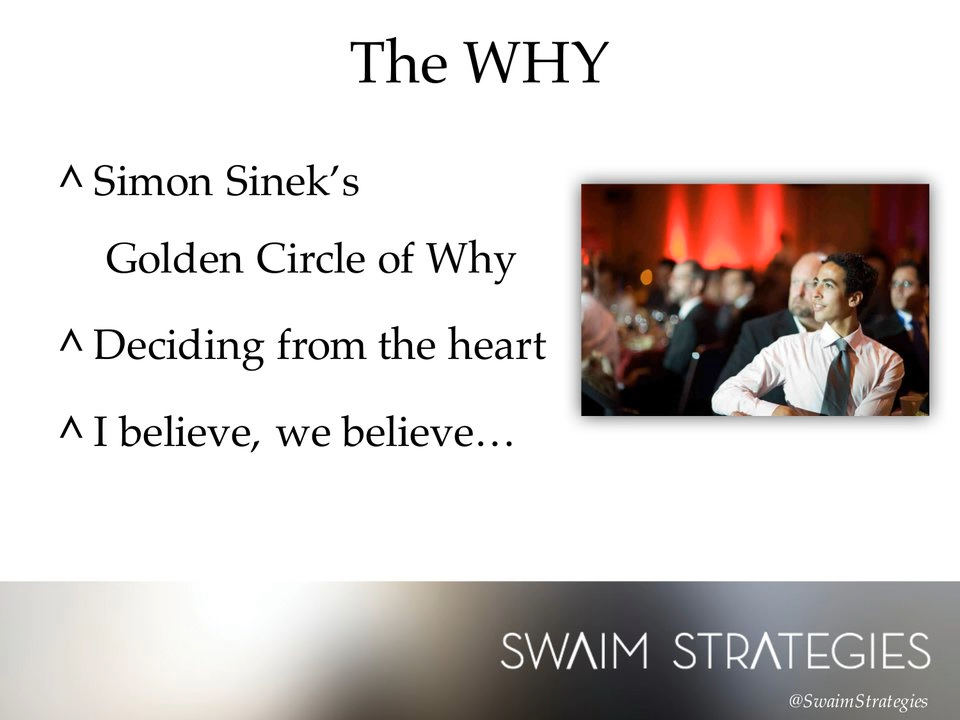 The WHY
^ Simon Sinek’s
Golden Circle of Why
^ Deciding from the heart
^ I believe, we believe…
SWAIM STRATEGIES
@SwaimStrategies